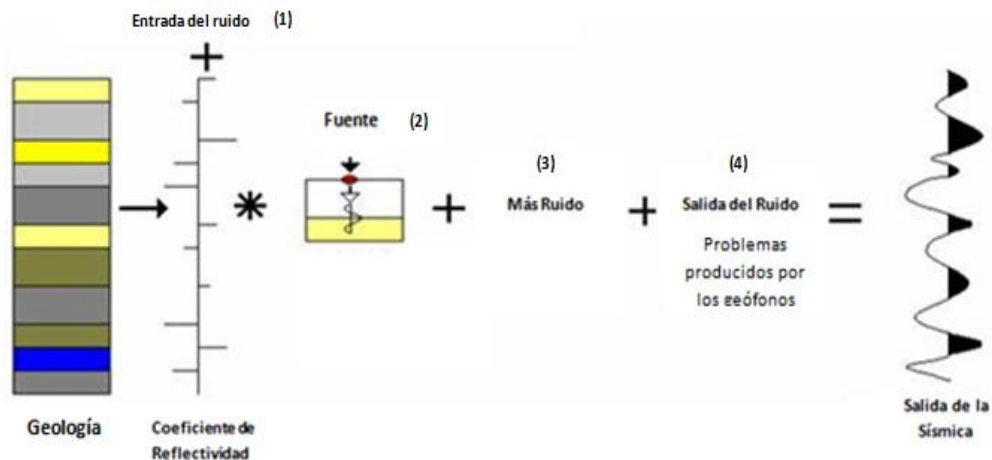 Entrada del ruido (1)
Fuente (2)
(3)
Más Ruido
(4)
Salida del Ruido
Problemas
producidos por
los geófonos
Geología
Coeficiente de
Reflectividad
Salida de la
Sísmica